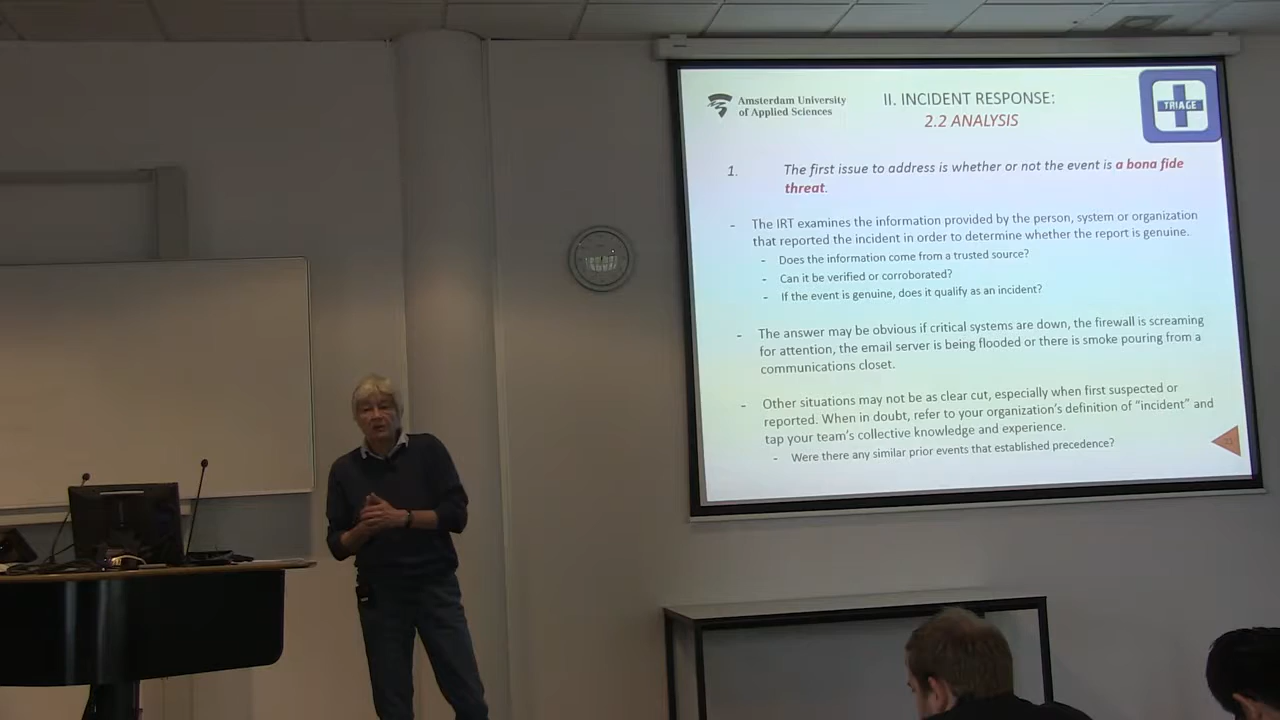 Amsterdam University
of Applied Sciences
II. INCIDENT RESPONSE:
2.2 ANALYSIS
TRIAGE
1. The first issue to address is whether or not the event is a bona fide
threat.
- The IRT examines the information provided by the person, system or organization
that reported the incident in order to determine whether the report is genuine.
- Does the information come from a trusted source?
- Can it be verified or corroborated?
- If the event is genuine, does it qualify as an incident?
- The answer may be obvious if critical systems are down, the firewall is screaming
for attention, the email server is being flooded or there is smoke pouring from a
communications closet.
- Other situations may not be as clear cut, especially when first suspected or
reported. When in doubt, refer to your organization's definition of "incident" and
tap your team's collective knowledge and experience.
- Were there any similar prior events that established precedence?